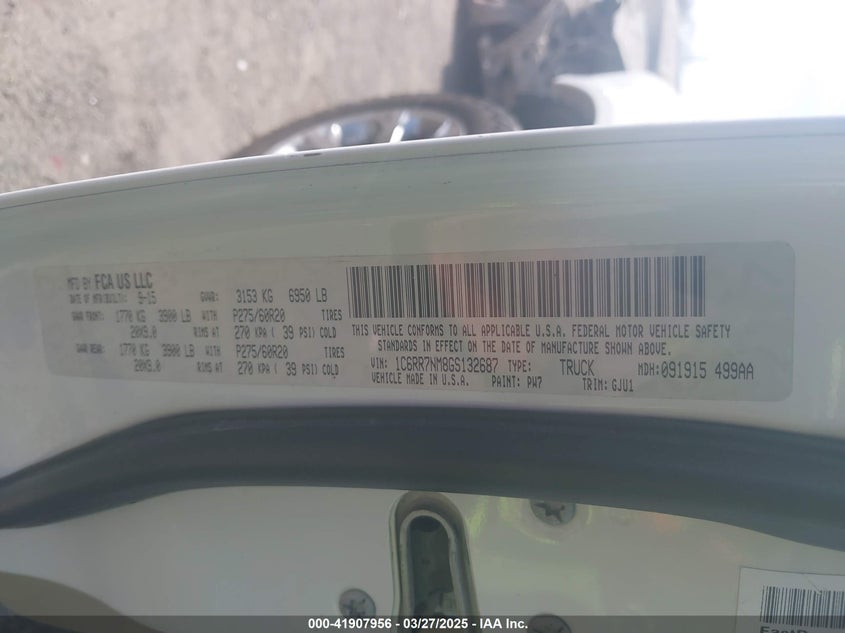 MFD BY FCA US LLC
DATE OF MFR(BUILT): 9-15 GVWR: 3153 KG 6950 LB
GAWR FRONT: 1770 KG 3900 LB WITH P275/60R20 TIRES
20X9.0 RIMS AT 270 KPA ( 39 PSI) COLD
GAWR REAR: 1770 KG 3900 LB WITH P275/60R20 TIRES
20X9.0 RIMS AT 270 KPA ( 39 PSI) COLD
THIS VEHICLE CONFORMS TO ALL APPLICABLE U.S.A. FEDERAL MOTOR VEHICLE SAFETY
STANDARDS IN EFFECT ON THE DATE OF MANUFACTURE SHOWN ABOVE.
VIN: 1C6RR7NM8GS132687 TYPE: TRUCK MDH:091915 499AA
VEHICLE MADE IN U.S.A. PAINT: PW7 TRIM: GJU1
000-41907956 - 03/27/2025 - IAA Inc.